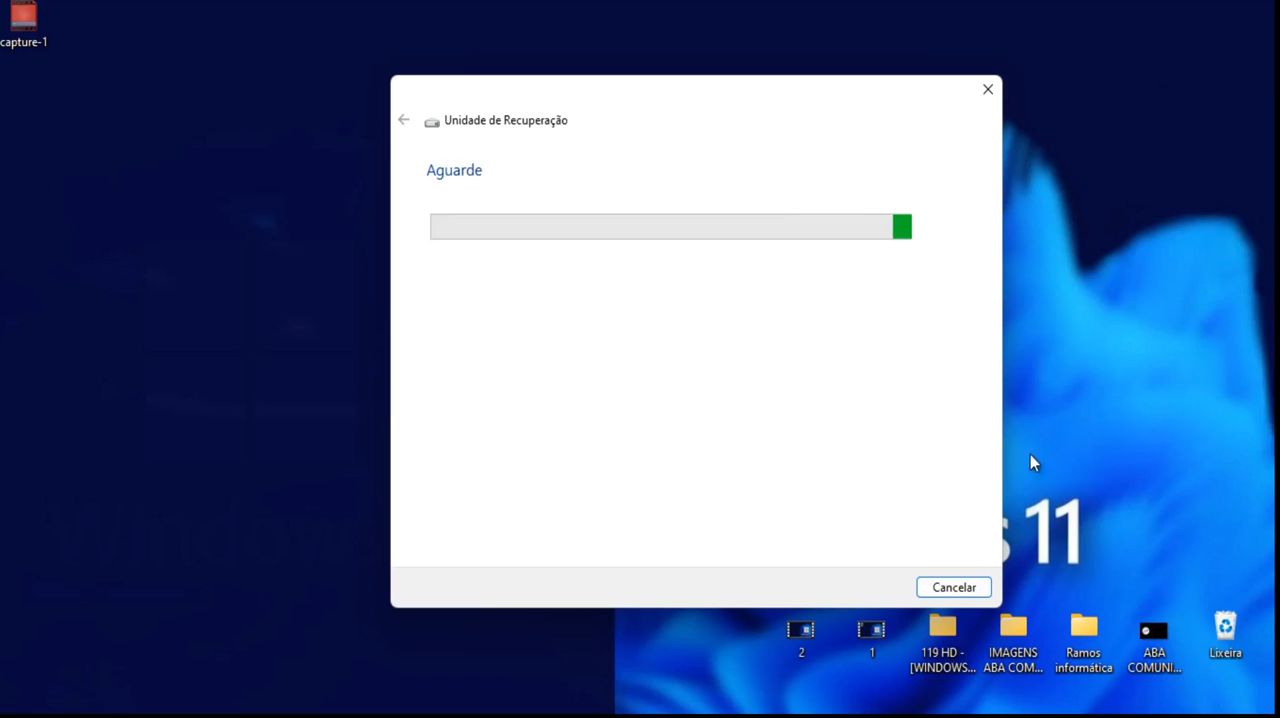 capture-1
Unidade de Recuperação
Aguarde
11
Cancelar
2
1
119 HD -
[WINDOWS...
IMAGENS
ABA COM...
Ramos
informática
ABA
COMUNI...
Lixeira